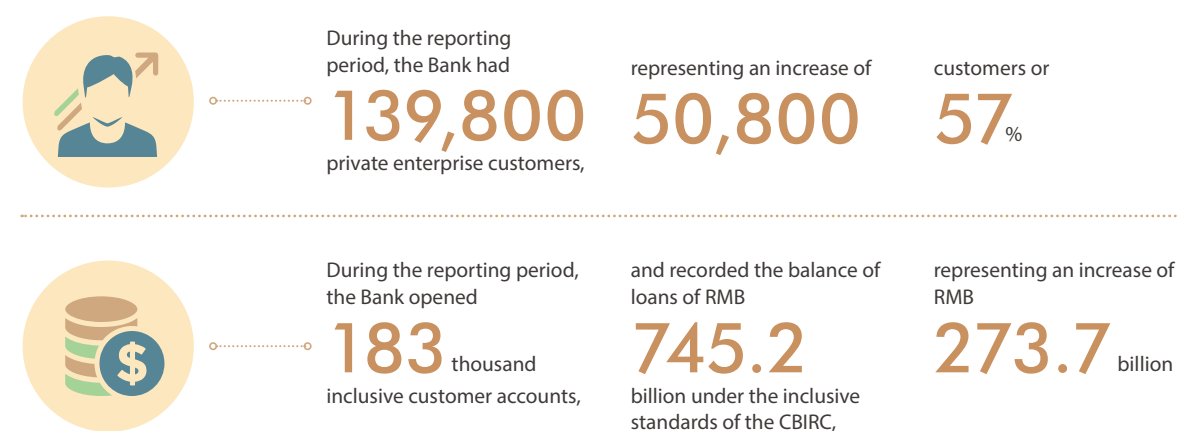 During the reporting
period, the Bank had
139,800
private enterprise customers,
representing an increase of
50,800
customers or
57%
During the reporting period,
the Bank opened
183 thousand
inclusive customer accounts,
and recorded the balance of
loans of RMB
745.2
billion under the inclusive
standards of the CBIRC,
representing an increase of
RMB
273.7 billion
$